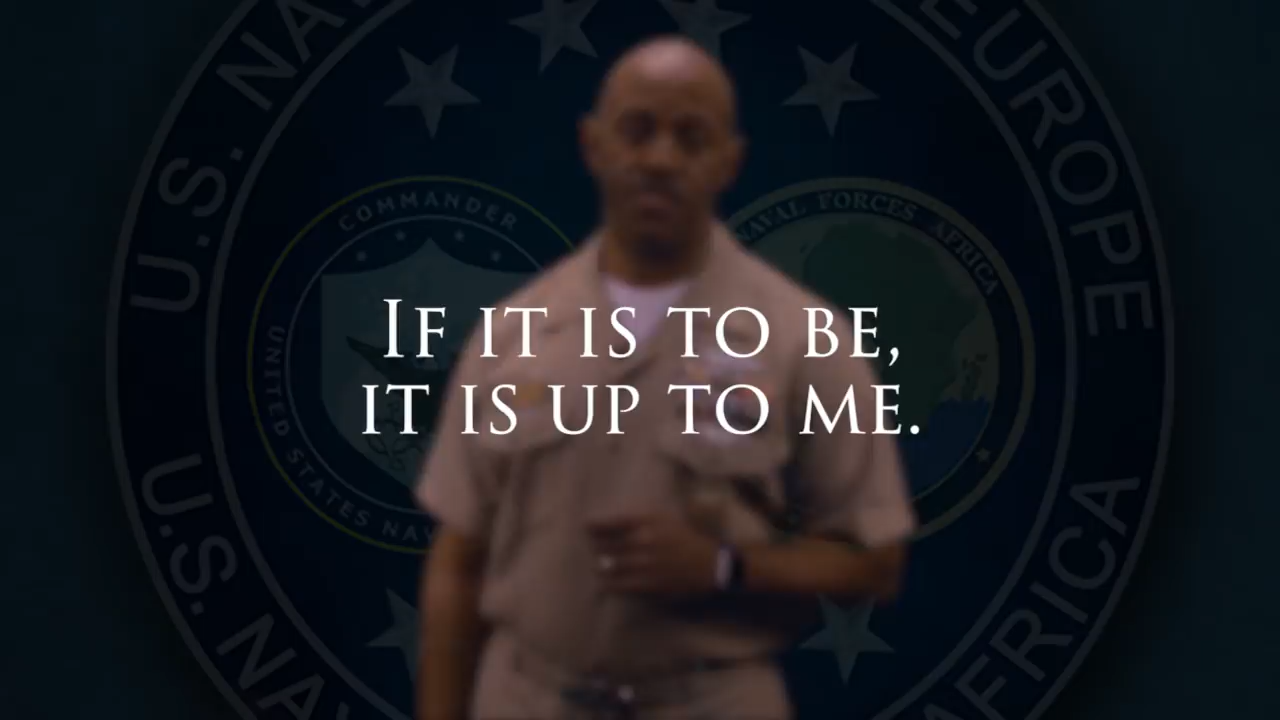 If it is to be,
it is up to me.
U.S. NA
EUROPE
U.S. NAV
AFRICA
COMMANDER
UNITED STATES NAV
NAVAL FORCES AFRICA